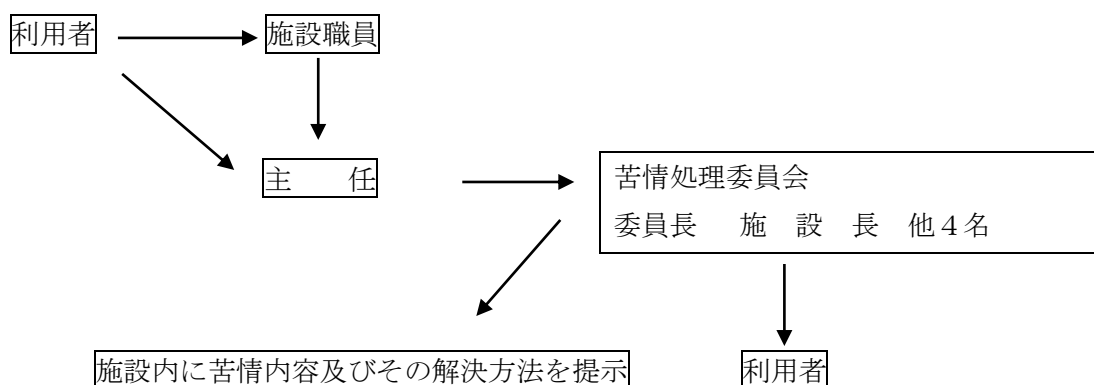 利用者
施設職員
主　　任
苦情処理委員会
委員長　施　設　長　他４名
施設内に苦情内容及びその解決方法を提示
利用者